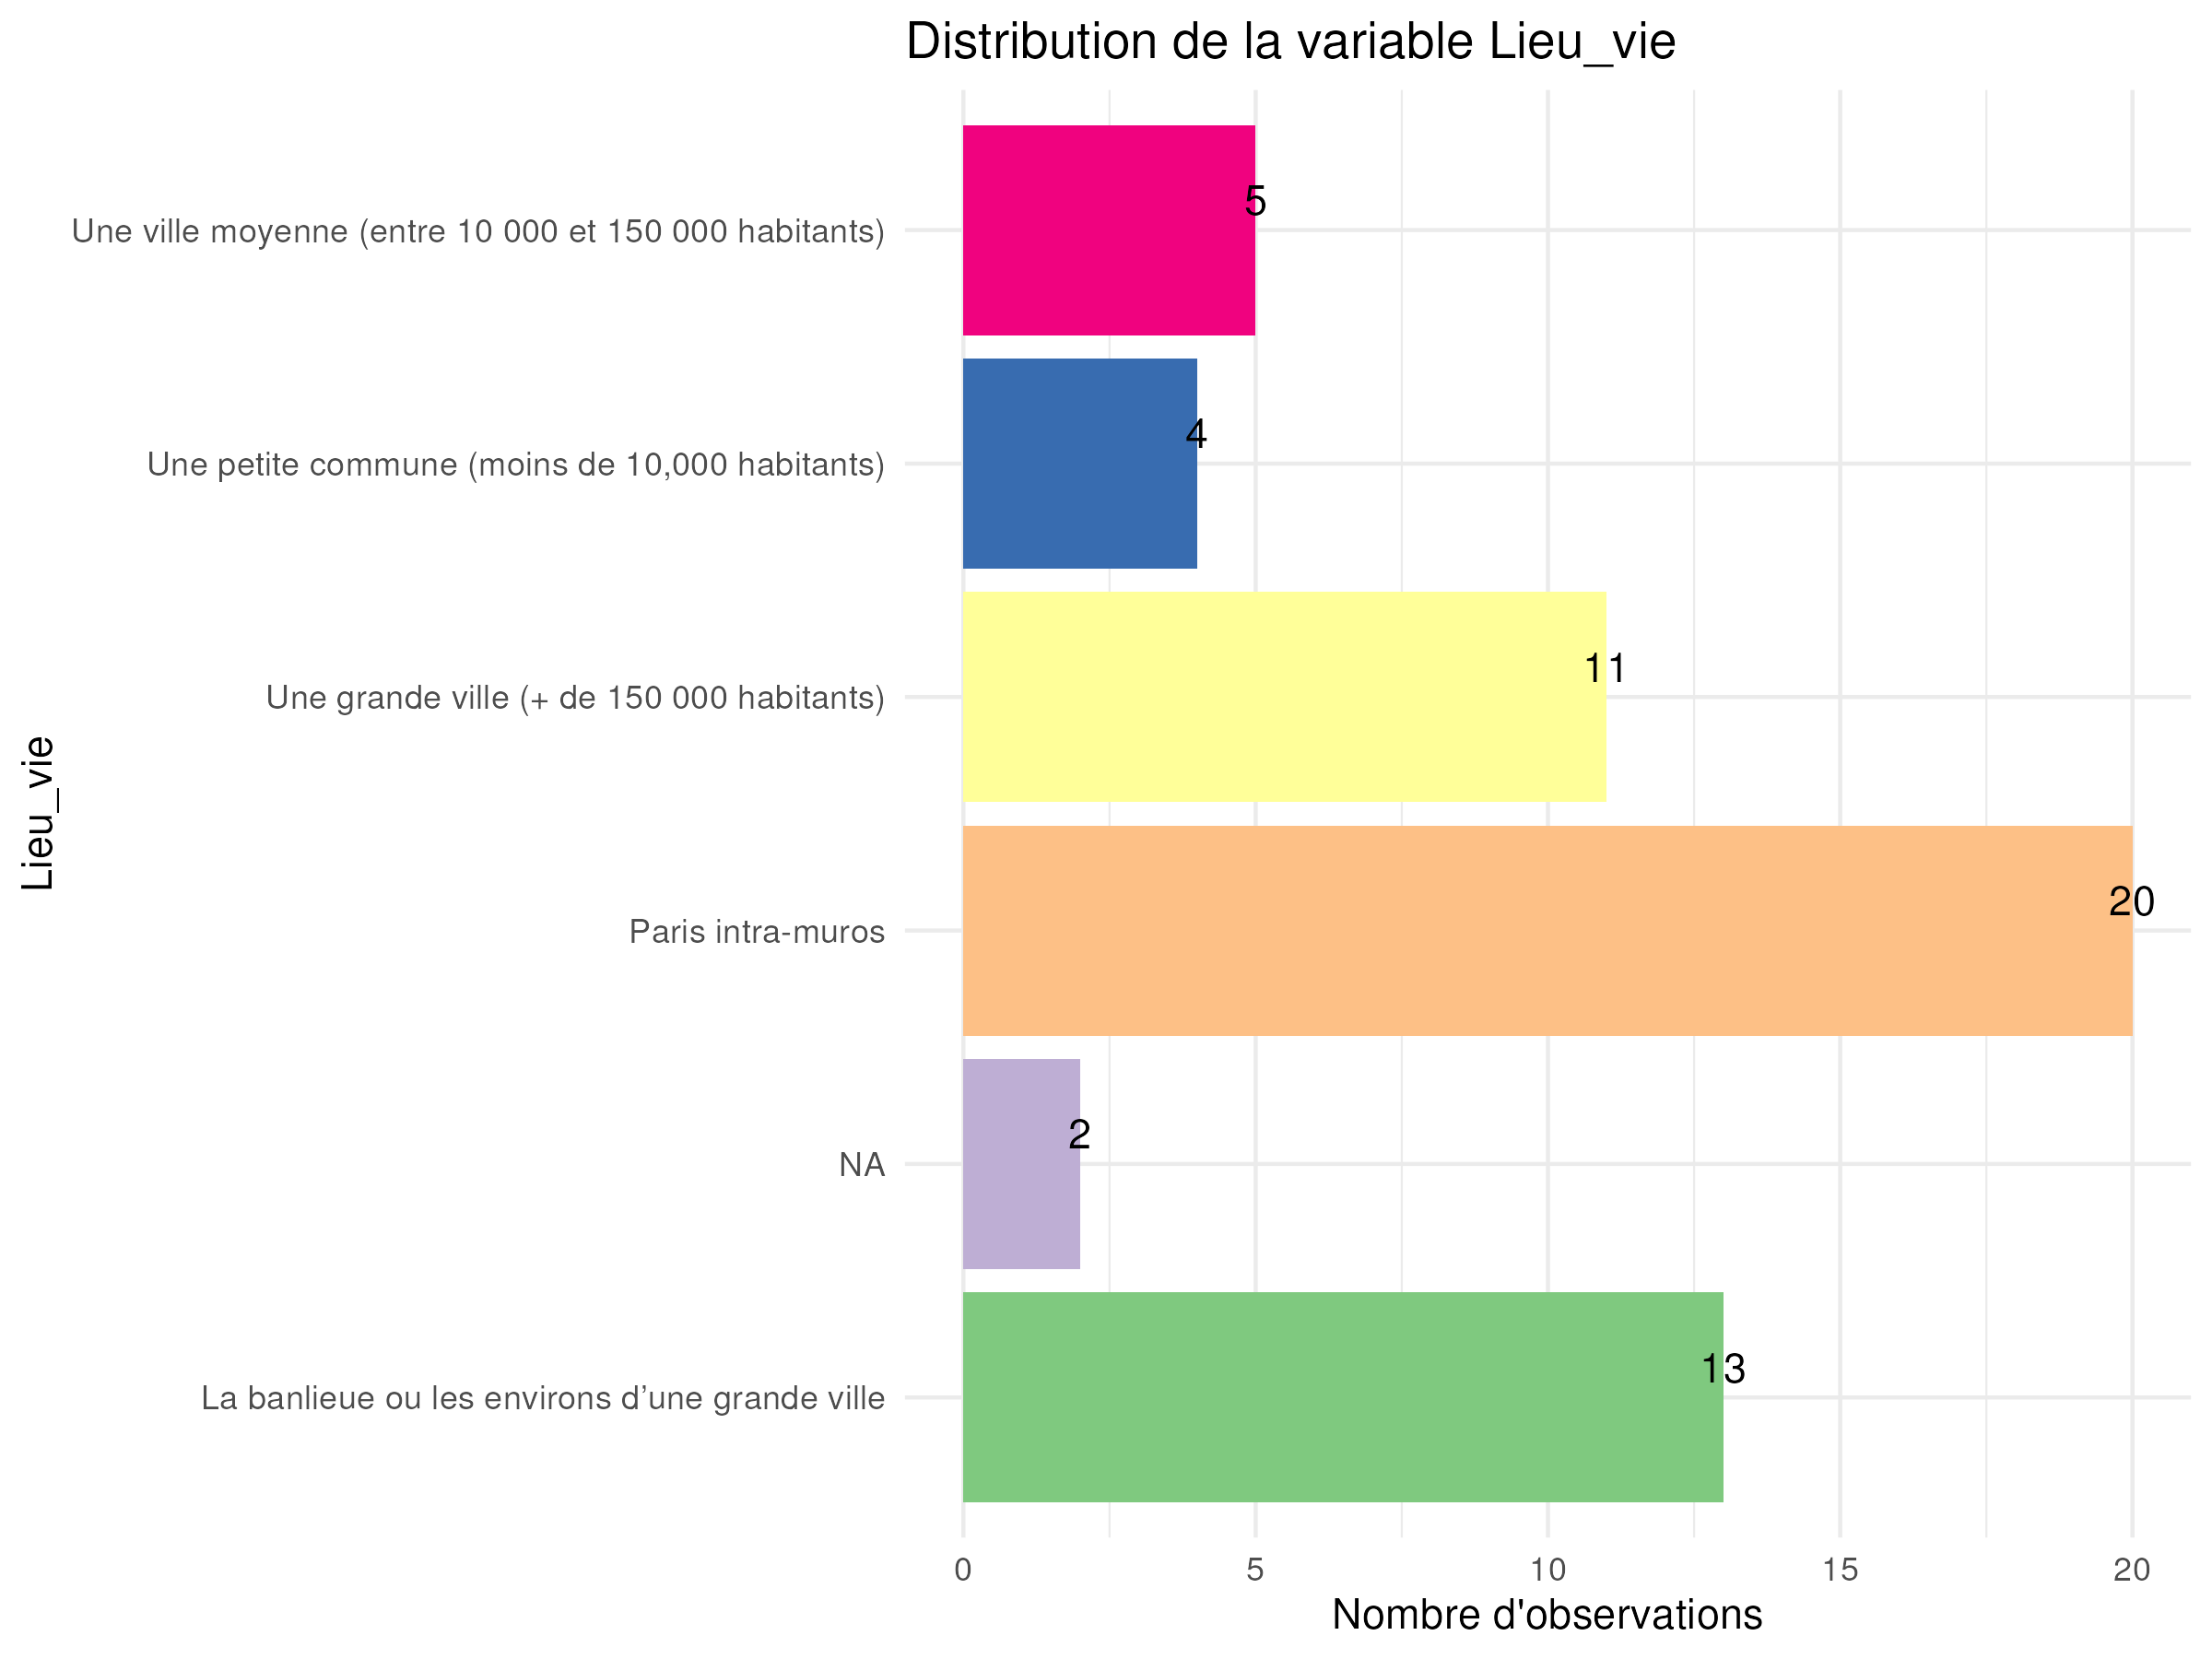 Distribution de la variable Lieu_vie
Lieu_vie
Une ville moyenne (entre 10 000 et 150 000 habitants)
5
Une petite commune (moins de 10,000 habitants)
4
Une grande ville (+ de 150 000 habitants)
11
Paris intra-muros
20
NA
2
La banlieue ou les environs d’une grande ville
13
0 5 10 15 20
Nombre d'observations